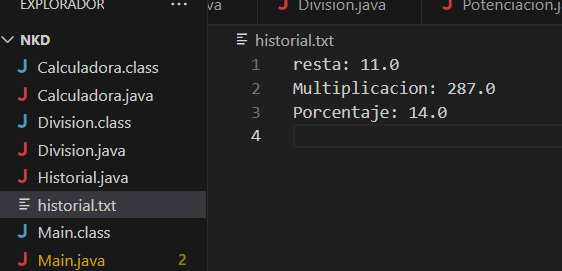 EXPLORADOR ...
NKD
Calculadora.class
Calculadora.java
Division.class
Division.java
Historial.java
historial.txt
Main.class
Main.java 2
va
Division.java
Potenciacion.j
historial.txt
1 resta: 11.0
2 Multiplicacion: 287.0
3 Porcentaje: 14.0
4